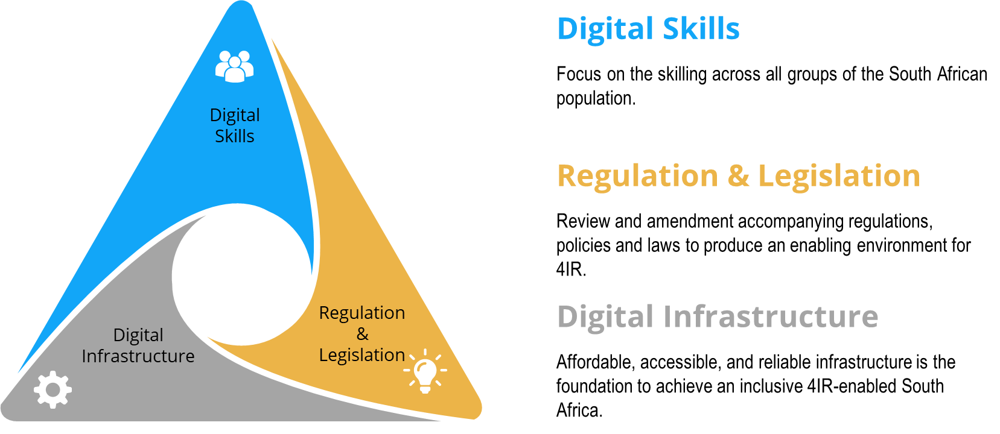 Digital
Skills
Digital
Infrastructure
Regulation
&
Legislation
Digital Skills
Focus on the skilling across all groups of the South African
population.
Regulation & Legislation
Review and amendment accompanying regulations,
policies and laws to produce an enabling environment for
4IR.
Digital Infrastructure
Affordable, accessible, and reliable infrastructure is the
foundation to achieve an inclusive 4IR-enabled South
Africa.